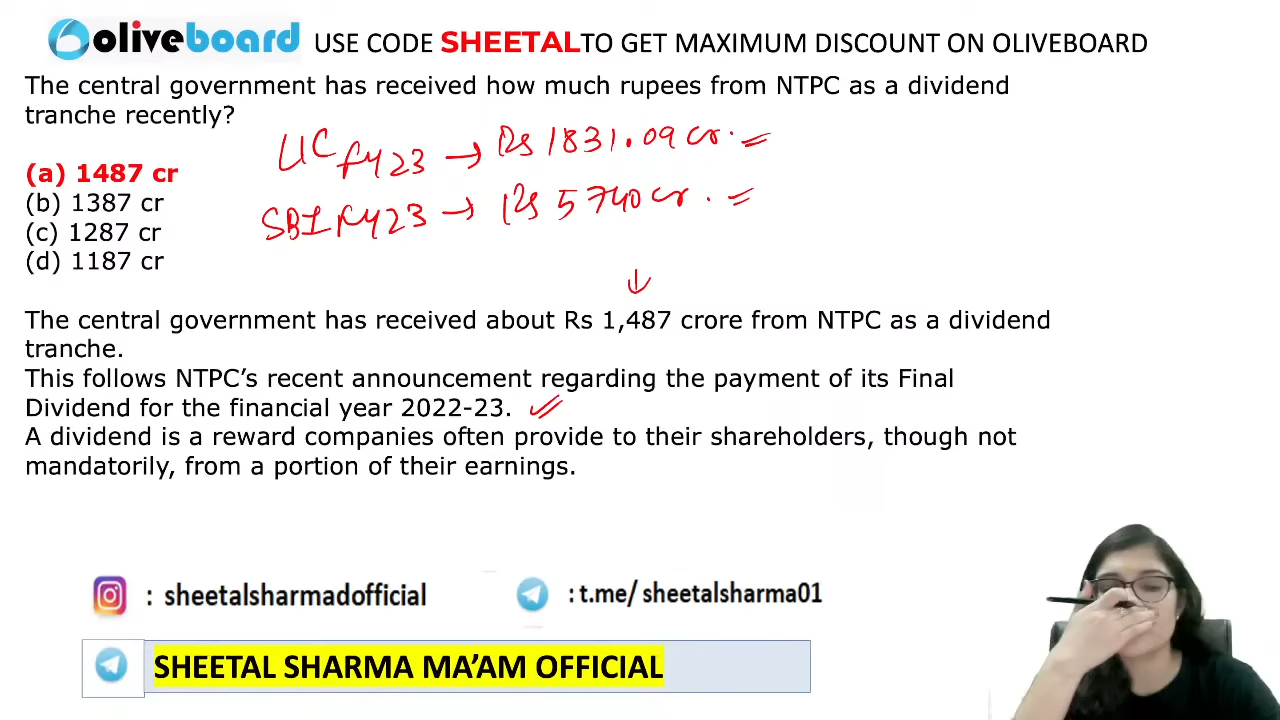 oliveboard USE CODE SHEETAL TO GET MAXIMUM DISCOUNT ON OLIVEBOARD
The central government has received how much rupees from NTPC as a dividend
tranche recently?
LIC FY23 → Rs 1831.09 cr.
(a) 1487 cr
(b) 1387 cr
SBI FY23 → Rs 5740 cr.
(c) 1287 cr
(d) 1187 cr
The central government has received about Rs 1,487 crore from NTPC as a dividend
tranche.
This follows NTPC’s recent announcement regarding the payment of its Final
Dividend for the financial year 2022-23.
A dividend is a reward companies often provide to their shareholders, though not
mandatorily, from a portion of their earnings.
: sheetalsharmadofficial
: t.me/ sheetalsharma01
SHEETAL SHARMA MA’AM OFFICIAL